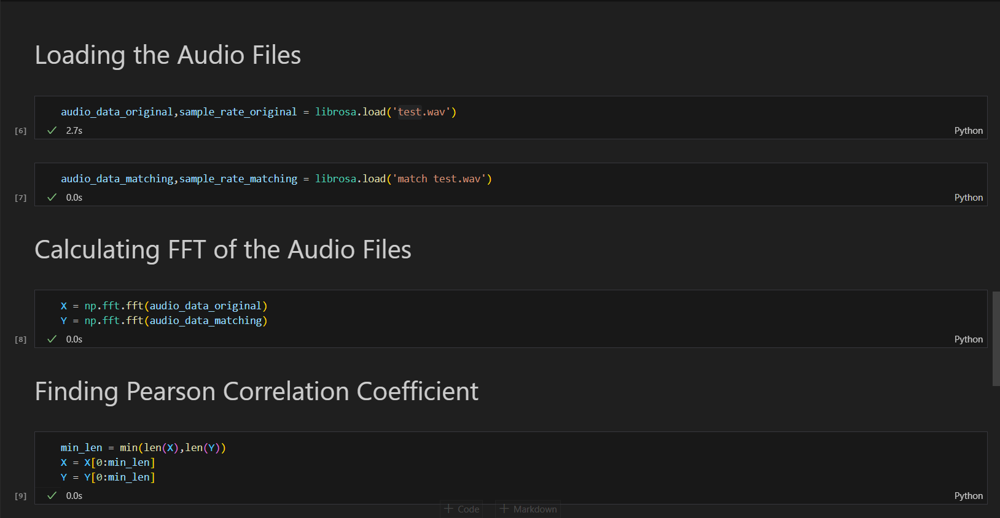 Loading the Audio Files
audio_data_original,sample_rate_original = librosa.load('test.wav')
[6]
2.7s
Python
audio_data_matching,sample_rate_matching = librosa.load('match test.wav')
[7]
0.0s
Python
Calculating FFT of the Audio Files
X = np.fft.fft(audio_data_original)
Y = np.fft.fft(audio_data_matching)
[8]
0.0s
Python
Finding Pearson Correlation Coefficient
min_len = min(len(X),len(Y))
X = X[0:min_len]
Y = Y[0:min_len]
[9]
0.0s
Python
+ Code + Markdown